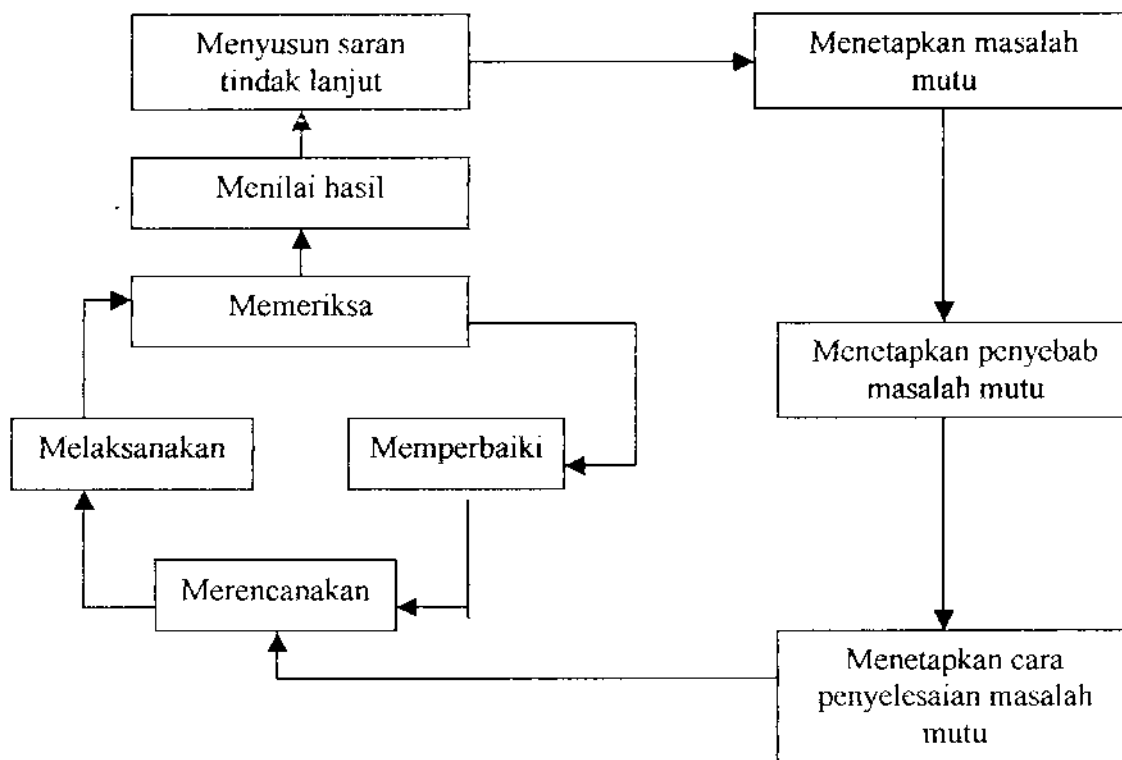 Menyusun saran
tindak lanjut
Menetapkan masalah
mutu
Menilai hasil
Memeriksa
Menetapkan penyebab
masalah mutu
Melaksanakan
Memperbaiki
Merencanakan
Menetapkan cara
penyelesaian masalah
mutu